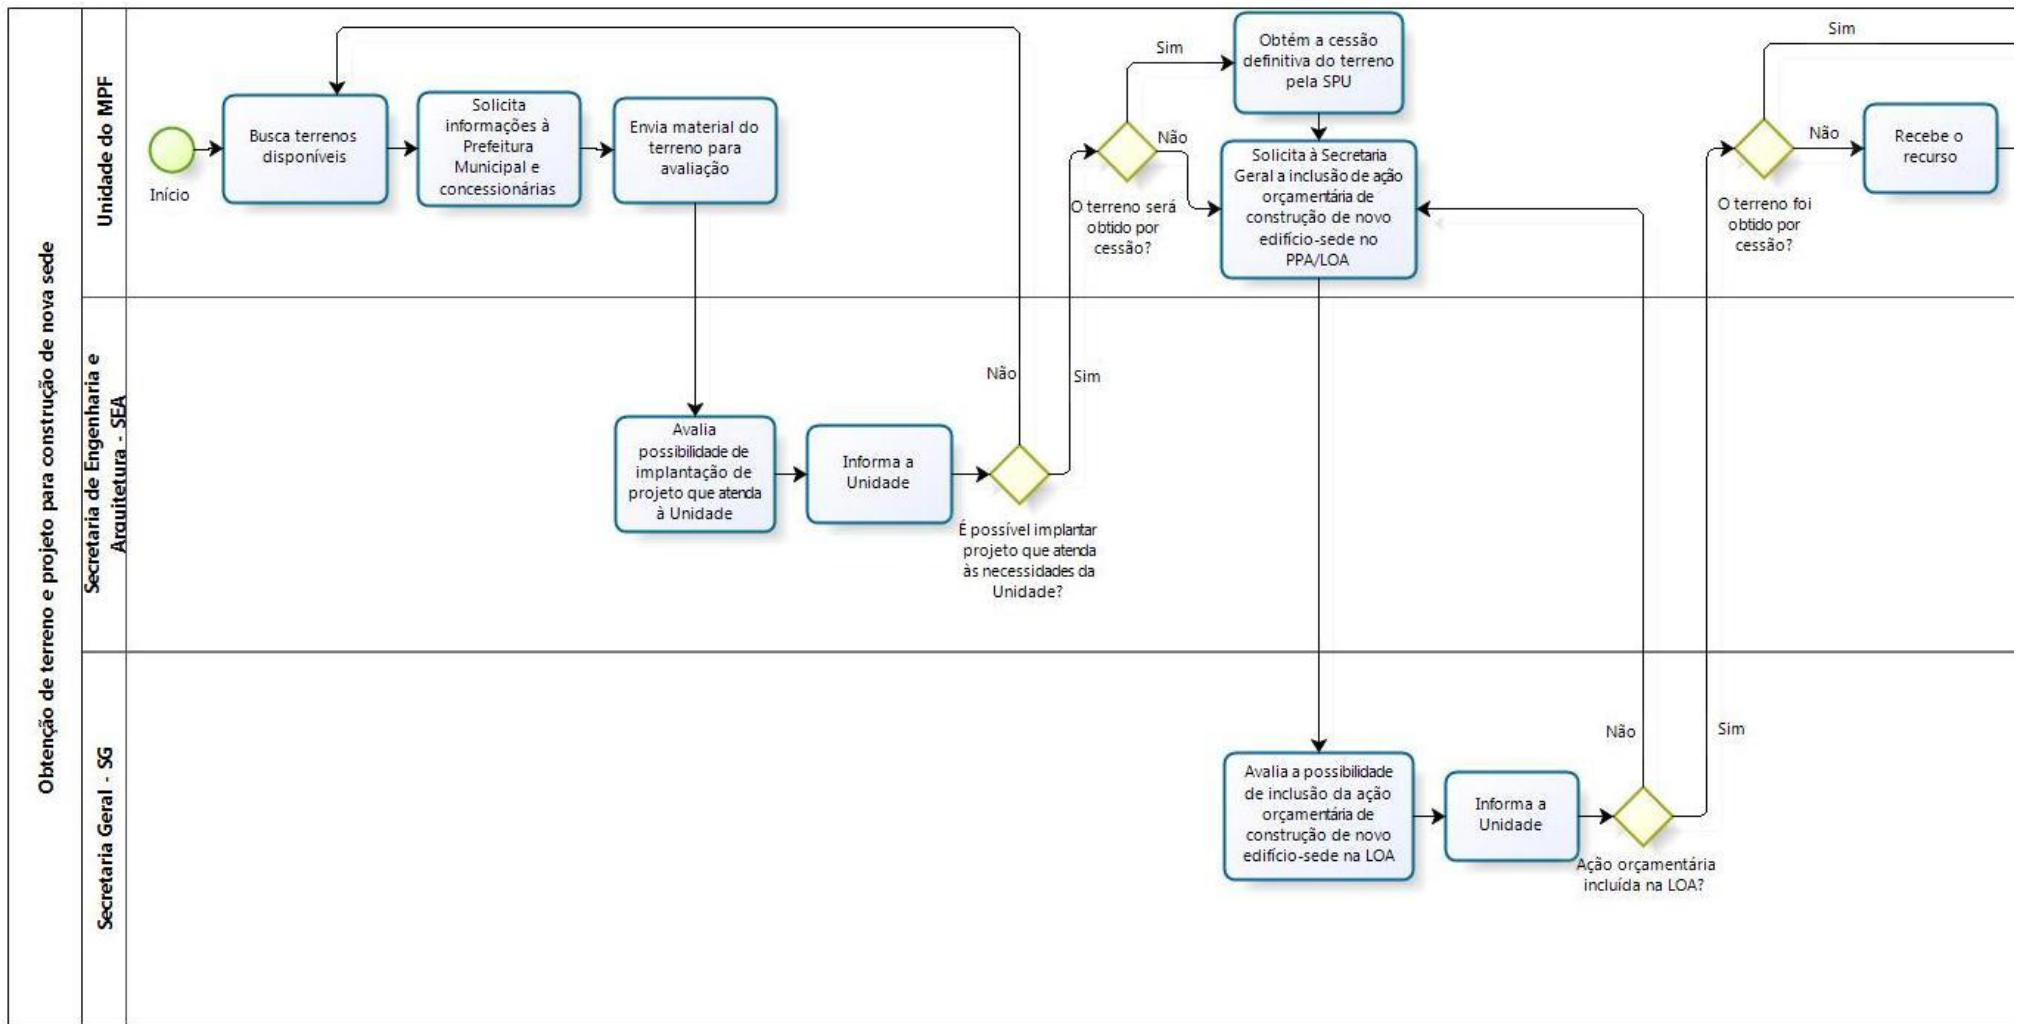 Obtenção de terreno e projeto para construção de nova sede
Unidade do MPF
Início
Busca terrenos
disponíveis
Solicita
informações à
Prefeitura
Municipal e
concessionárias
Envia material do
terreno para
avaliação
O terreno será
obtido por
cessão?
Sim
Não
Obtém a cessão
definitiva do terreno
pela SPU
Solicita à Secretaria
Geral a inclusão de ação
orçamentária de
construção de novo
edifício-sede no
PPA/LOA
O terreno foi
obtido por
cessão?
Sim
Não
Recebe o
recurso
Secretaria de Engenharia e
Arquitetura - SEA
Avalia
possibilidade de
implantação de
projeto que atenda
à Unidade
Informa a
Unidade
Não
Sim
É possível implantar
projeto que atenda
às necessidades da
Unidade?
Secretaria Geral - SG
Avalia a possibilidade
de inclusão da ação
orçamentária de
construção de novo
edifício-sede na LOA
Informa a
Unidade
Não
Sim
Ação orçamentária
incluída na LOA?